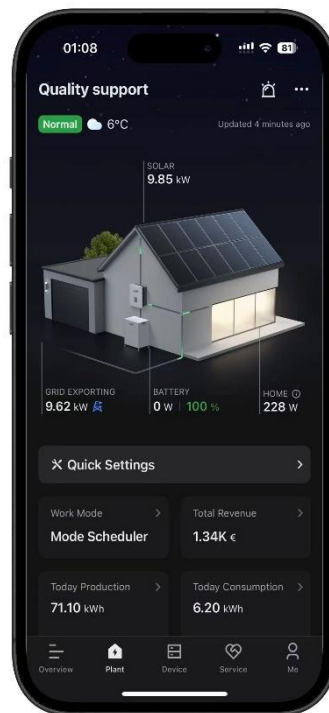 01:08
81
Quality support
Normal 6°C Updated 4 minutes ago
SOLAR
9.85 kW
GRID EXPORTING BATTERY HOME
9.62 kW 0 W 100 % 228 W
Quick Settings
Work Mode Total Revenue
Mode Scheduler 1.34K €
Today Production Today Consumption
71.10 kWh 6.20 kWh
Overview Plant Device Service Me